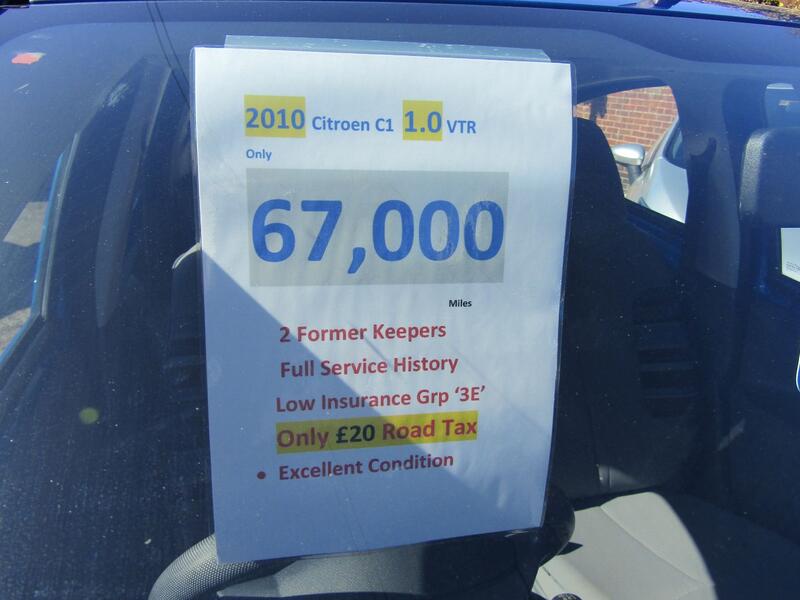 2010 Citroen C1 1.0 VTR
Only
67,000
Miles
2 Former Keepers
Full Service History
Low Insurance Grp ‘3E’
Only £20 Road Tax
• Excellent Condition